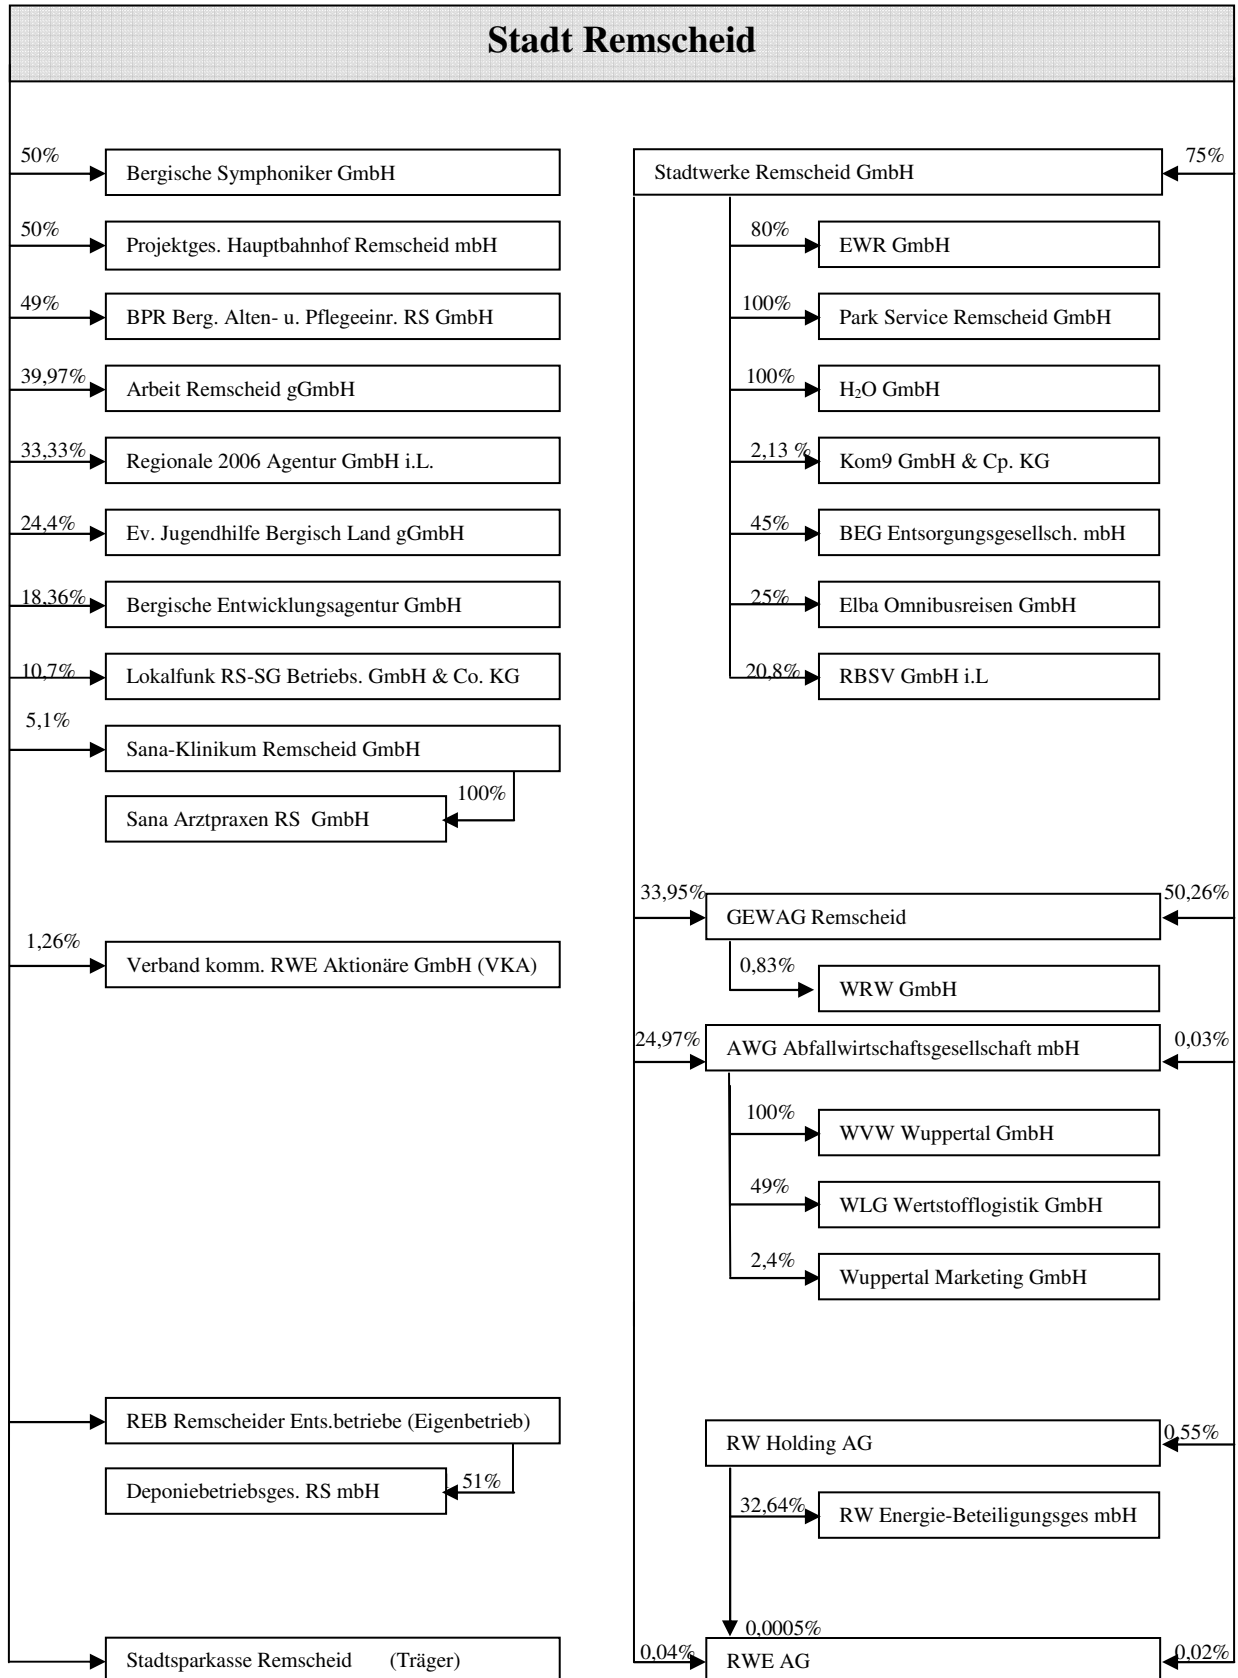 Stadt Remscheid
50%
Bergische Symphoniker GmbH
50%
Projektges. Hauptbahnhof Remscheid mbH
49%
BPR Berg. Alten- u. Pflegeeinr. RS GmbH
39,97%
Arbeit Remscheid gGmbH
33,33%
Regionale 2006 Agentur GmbH i.L.
24,4%
Ev. Jugendhilfe Bergisch Land gGmbH
18,36%
Bergische Entwicklungsagentur GmbH
10,7%
Lokalfunk RS-SG Betriebs. GmbH & Co. KG
5,1%
Sana-Klinikum Remscheid GmbH
100%
Sana Arztpraxen RS GmbH
1,26%
Verband komm. RWE Aktionäre GmbH (VKA)
REB Remscheider Ents.betriebe (Eigenbetrieb)
51%
Deponiebetriebsges. RS mbH
Stadtsparkasse Remscheid (Träger)
75%
Stadtwerke Remscheid GmbH
80%
EWR GmbH
100%
Park Service Remscheid GmbH
100%
H₂O GmbH
2,13 %
Kom9 GmbH & Cp. KG
45%
BEG Entsorgungsgesellsch. mbH
25%
Elba Omnibusreisen GmbH
20,8%
RBSV GmbH i.L
33,95%
GEWAG Remscheid
50,26%
0,83%
WRW GmbH
24,97%
AWG Abfallwirtschaftsgesellschaft mbH
0,03%
100%
WVW Wuppertal GmbH
49%
WLG Wertstofflogistik GmbH
2,4%
Wuppertal Marketing GmbH
RW Holding AG
0,55%
32,64%
RW Energie-Beteiligungsges mbH
0,0005%
0,04%
RWE AG
0,02%